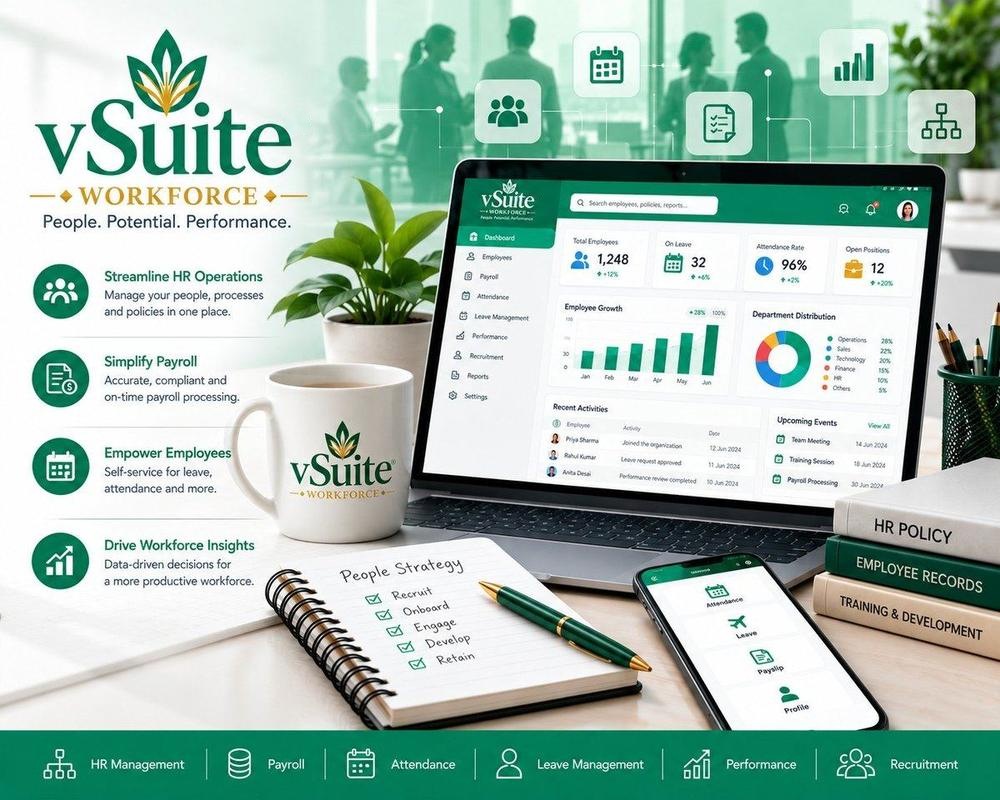 vSuite
WORKFORCE
People. Potential. Performance.
Streamline HR Operations
Manage your people, processes
and policies in one place.
Simplify Payroll
Accurate, compliant and
on-time payroll processing.
Empower Employees
Self-service for leave,
attendance and more.
Drive Workforce Insights
Data-driven decisions for
a more productive workforce.
vSuite
WORKFORCE
People. Potential. Performance
Search employees, policies, reports...
Dashboard
Employees
Payroll
Attendance
Leave Management
Performance
Recruitment
Reports
Settings
Total Employees
1,248
+12%
On Leave
32
+6%
Attendance Rate
96%
+2%
Open Positions
12
+20%
Employee Growth
+28% 100%
30
0
Jan Feb Mar Apr May Jun
Department Distribution
Operations 28%
Sales 22%
Technology 20%
Finance 15%
HR 10%
Others 5%
Recent Activities
Employee Activity Date
Priya Sharma Joined the organization 12 Jun 2024
Rahul Kumar Leave request approved 11 Jun 2024
Anita Desai Performance review completed 10 Jun 2024
Upcoming Events View All
Team Meeting 14 Jun 2024
Training Session 18 Jun 2024
Payroll Processing 30 Jun 2024
vSuite®
WORKFORCE
People Strategy
Recruit
Onboard
Engage
Develop
Retain
Attendance
Leave
Payslip
Profile
HR POLICY
EMPLOYEE RECORDS
TRAINING & DEVELOPMENT
HR Management
Payroll
Attendance
Leave Management
Performance
Recruitment